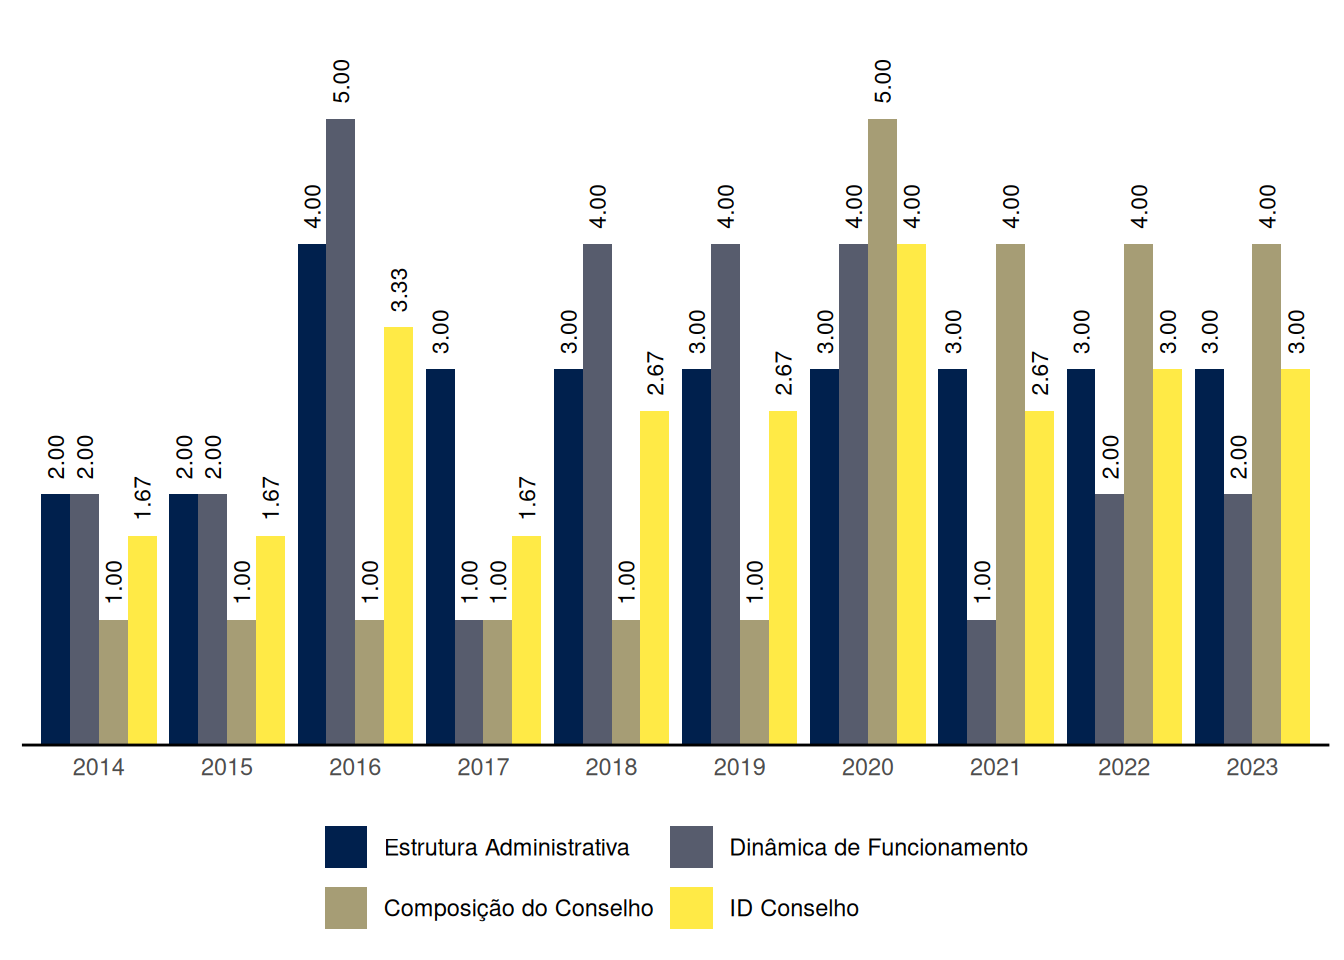 2.00 2.00 1.00 1.67
2.00 2.00 1.00 1.67
4.00 5.00 1.00 3.33
3.00 1.00 1.00 1.67
3.00 4.00 1.00 2.67
3.00 4.00 1.00 2.67
3.00 4.00 5.00 4.00
3.00 1.00 4.00 2.67
3.00 2.00 4.00 3.00
3.00 2.00 4.00 3.00
2014 2015 2016 2017 2018 2019 2020 2021 2022 2023
Estrutura Administrativa Dinâmica de Funcionamento
Composição do Conselho ID Conselho